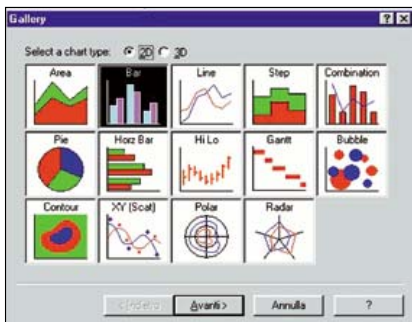 Gallery
Select a chart type: 2D 3D
Area Bar Line Step Combination
Pie Horz Bar Hi Lo Gantt Bubble
Contour XY (Scat) Polar Radar
< Indietro Avanti > Annulla ?